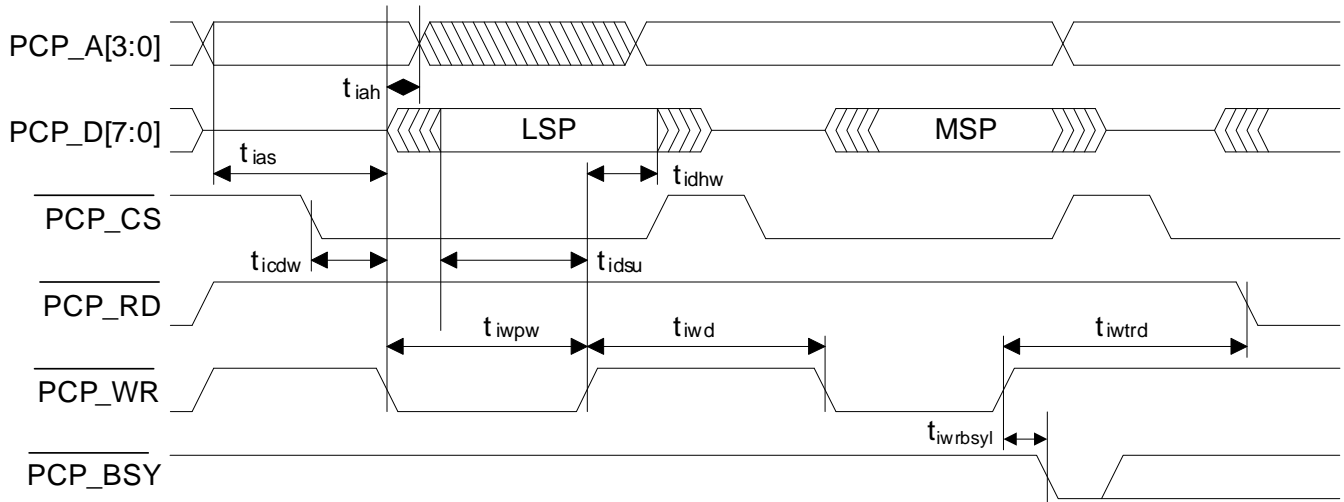 PCP_A[3:0]
t iah
PCP_D[7:0] LSP MSP
t ias t idhw
PCP_CS
t icdw t idsu
PCP_RD
t iwpw t iwd t iwtrd
PCP_WR
t iwrbsyl
PCP_BSY